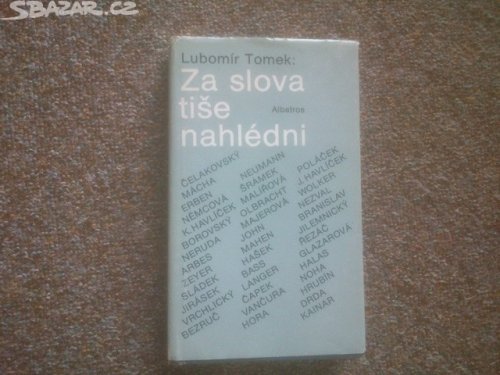 SBAZAR.CZ
Lubomír Tomek:
Za slova
tiše
nahlédni
Albatros
ČELAKOVSKÝ
MÁCHA
ERBEN
NĚMCOVÁ
K. HAVLÍČEK
BOROVSKÝ
NERUDA
ARBES
ZEYER
SLÁDEK
JIRÁSEK
VRCHLICKÝ
BEZRUČ
NEUMANN
ŠRÁMEK
MALÍŘOVÁ
OLBRACHT
MAJEROVÁ
JOHN
MAHEN
HAŠEK
BASS
LANGER
ČAPEK
VANČURA
HORA
POLÁČEK
J. HAVLÍČEK
WOLKER
NEZVAL
BRANISLAV
JILEMNICKÝ
ŘEZÁČ
GLAZAROVÁ
HALAS
NOHA
HRUBÍN
DRDA
KAINAR